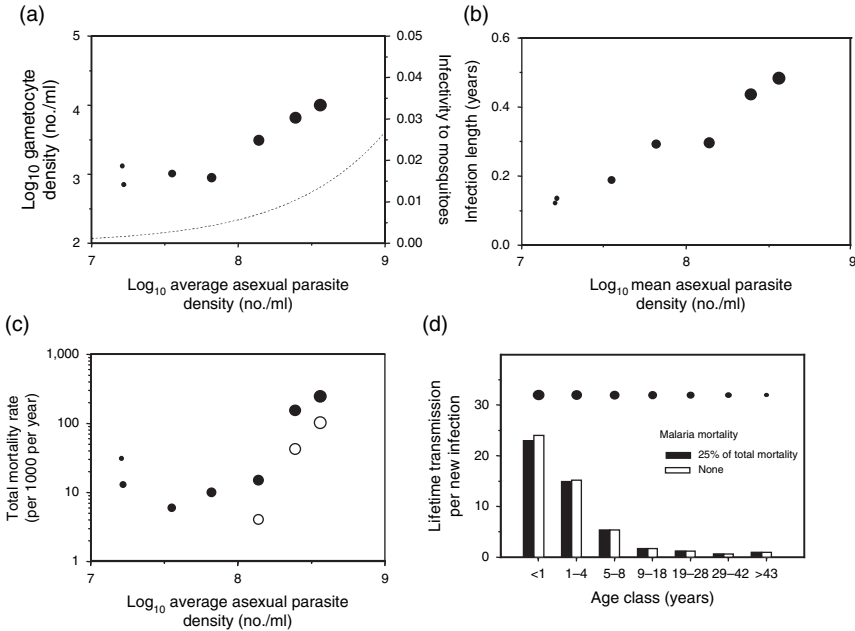 (a)
Log10 gametocyte
density (no./ml)
5
4
3
2
0.05
0.04
0.03
0.02
0.01
0.00
Infectivity to
mosquitoes
7
8
9
Log10 average asexual parasite
density (no./ml)
(b)
Infection length (years)
0.6
0.4
0.2
0.0
7
8
9
Log10 mean asexual parasite
density (no./ml)
(c)
Total mortality rate
(per 1000 per year)
1,000
100
10
1
7
8
9
Log10 average asexual parasite
density (no./ml)
(d)
Lifetime transmission
per new infection
30
20
10
0
Malaria mortality
25% of total mortality
None
<1 1–4 5–8 9–18 19–28 29–42 >43
Age class (years)